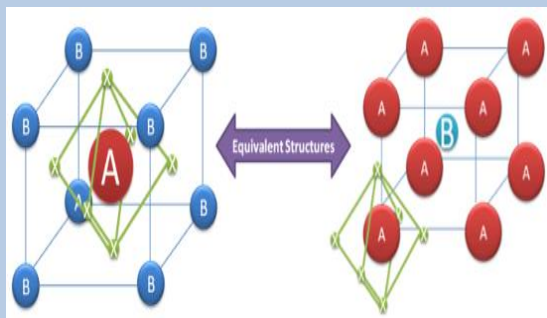 B B
X
B X B
X A X
A X B
X
B B
Equivalent Structures
A A
A A
B
X A A
X
X A X A
X
X